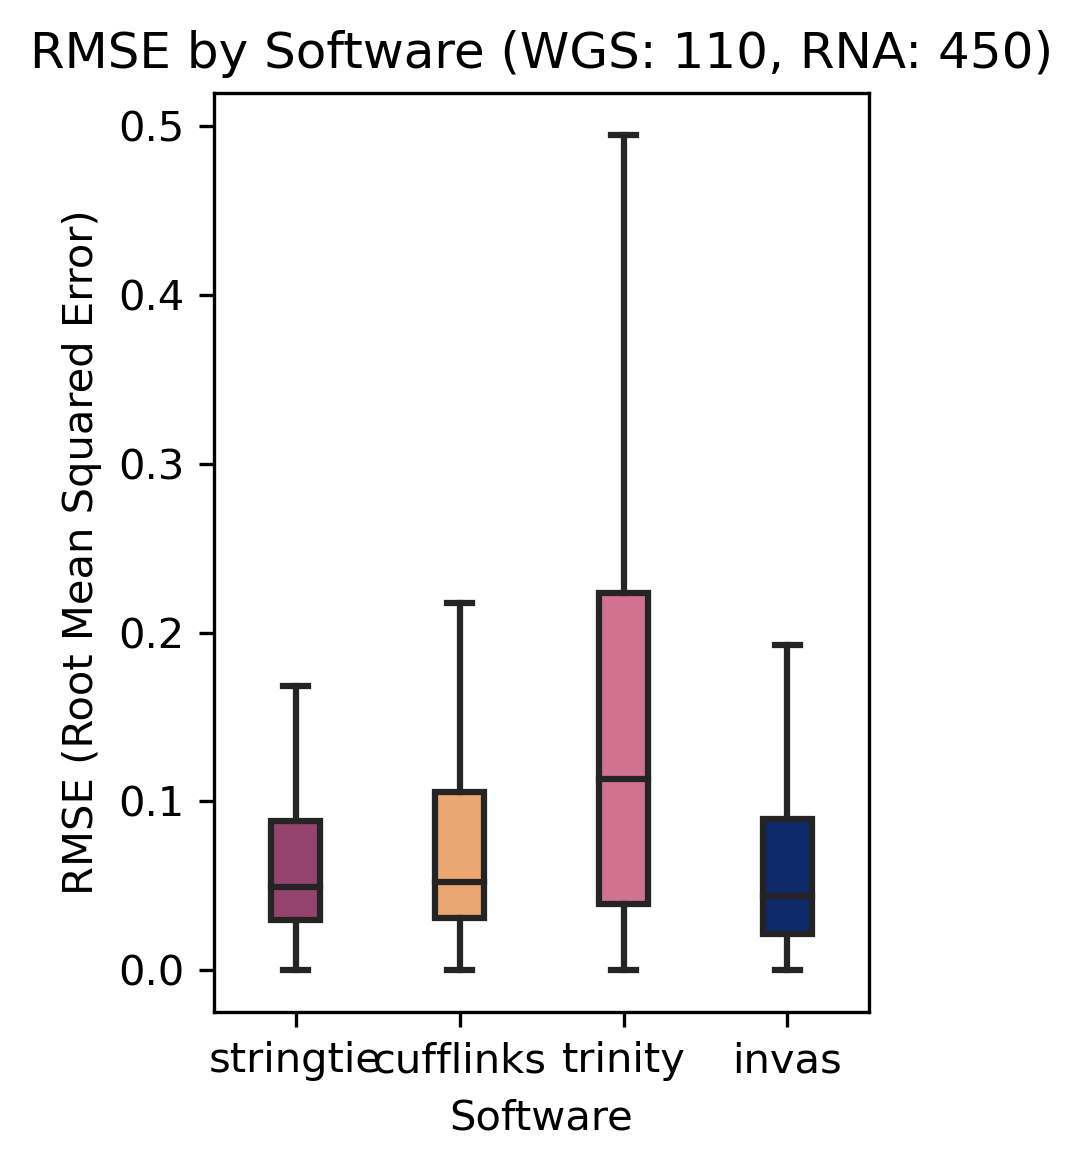 RMSE by Software (WGS: 110, RNA: 450)
RMSE (Root Mean Squared Error)
0.5
0.4
0.3
0.2
0.1
0.0
stringtie cufflinks trinity invas
Software